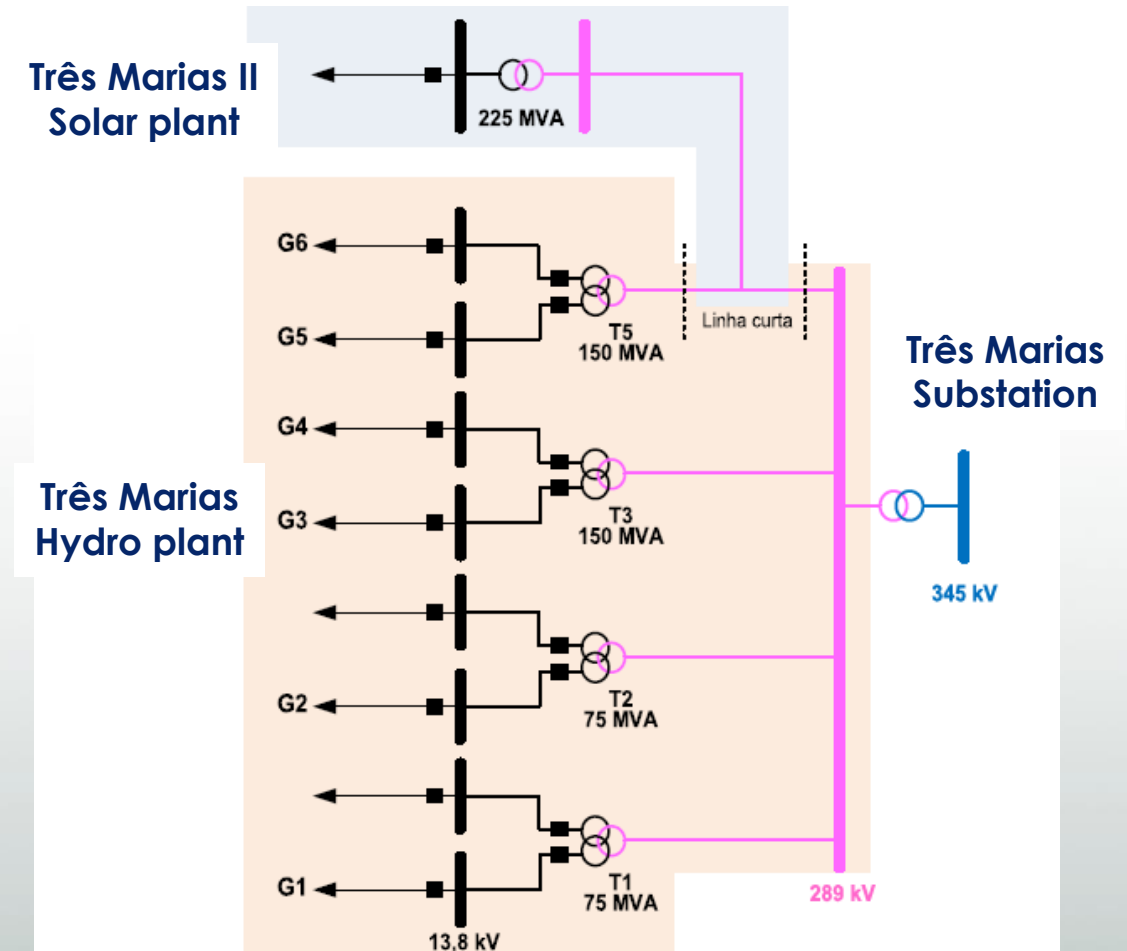 Três Marias II
Solar plant
225 MVA
G6
G5
T5
150 MVA
Linha curta
Três Marias
Substation
G4
G3
T3
150 MVA
Três Marias
Hydro plant
345 kV
G2
T2
75 MVA
G1
T1
75 MVA
289 kV
13,8 kV